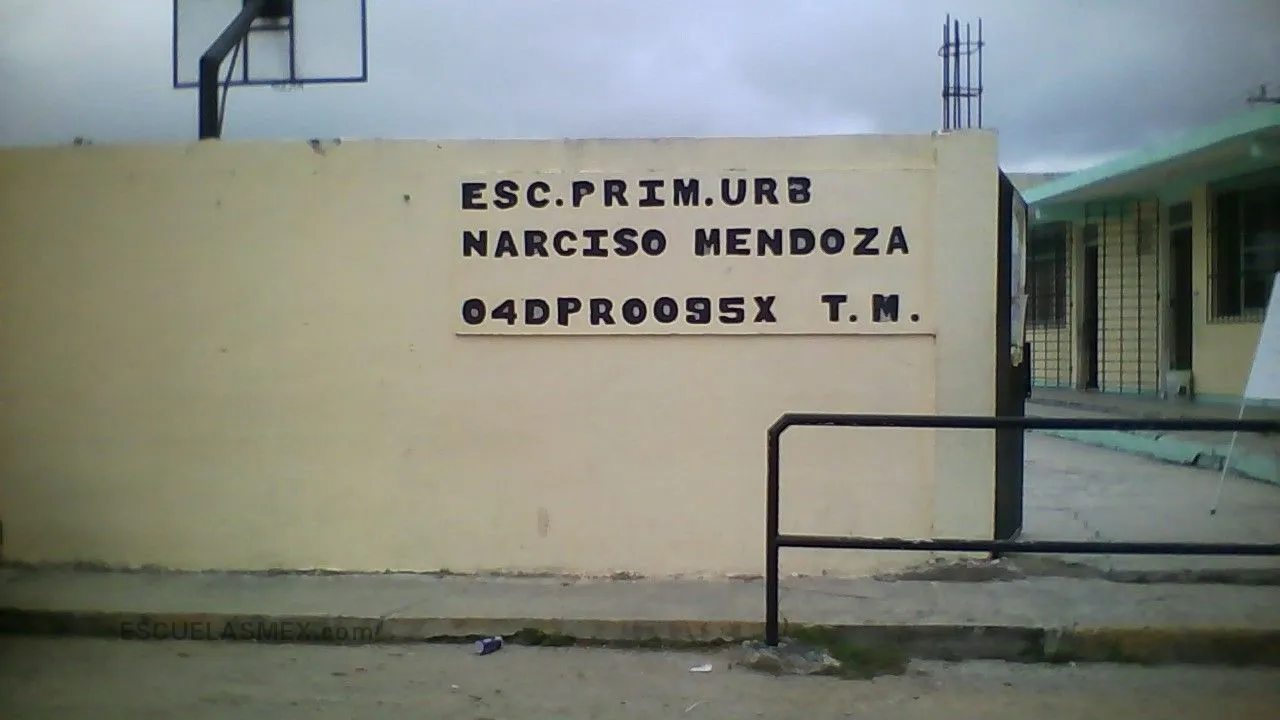 ESC.PRIM.URB
NARCISO MENDOZA
04DPR0095X T.M.
ESCUELASMEX.com